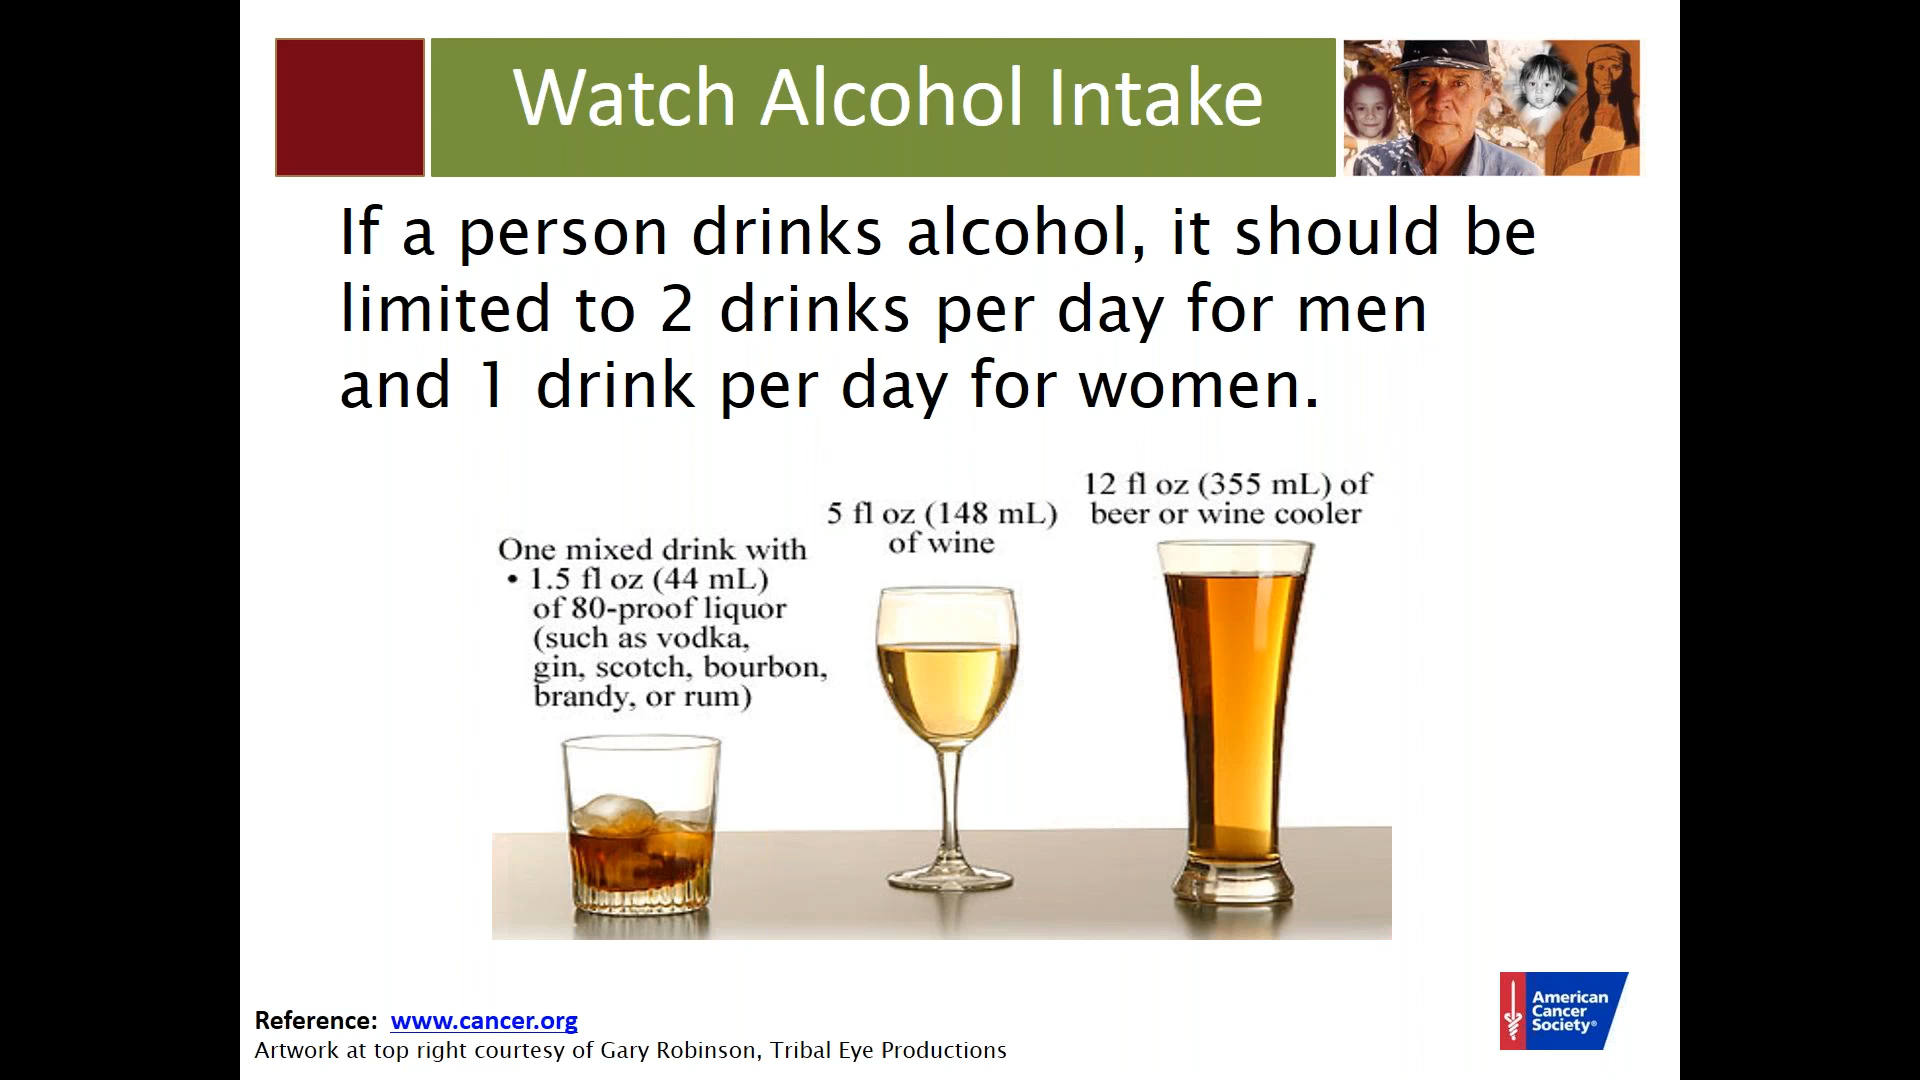 Watch Alcohol Intake
If a person drinks alcohol, it should be
limited to 2 drinks per day for men
and 1 drink per day for women.
One mixed drink with
• 1.5 fl oz (44 mL)
of 80-proof liquor
(such as vodka,
gin, scotch, bourbon,
brandy, or rum)
5 fl oz (148 mL)
of wine
12 fl oz (355 mL) of
beer or wine cooler
Reference: www.cancer.org
Artwork at top right courtesy of Gary Robinson, Tribal Eye Productions
American
Cancer
Society®